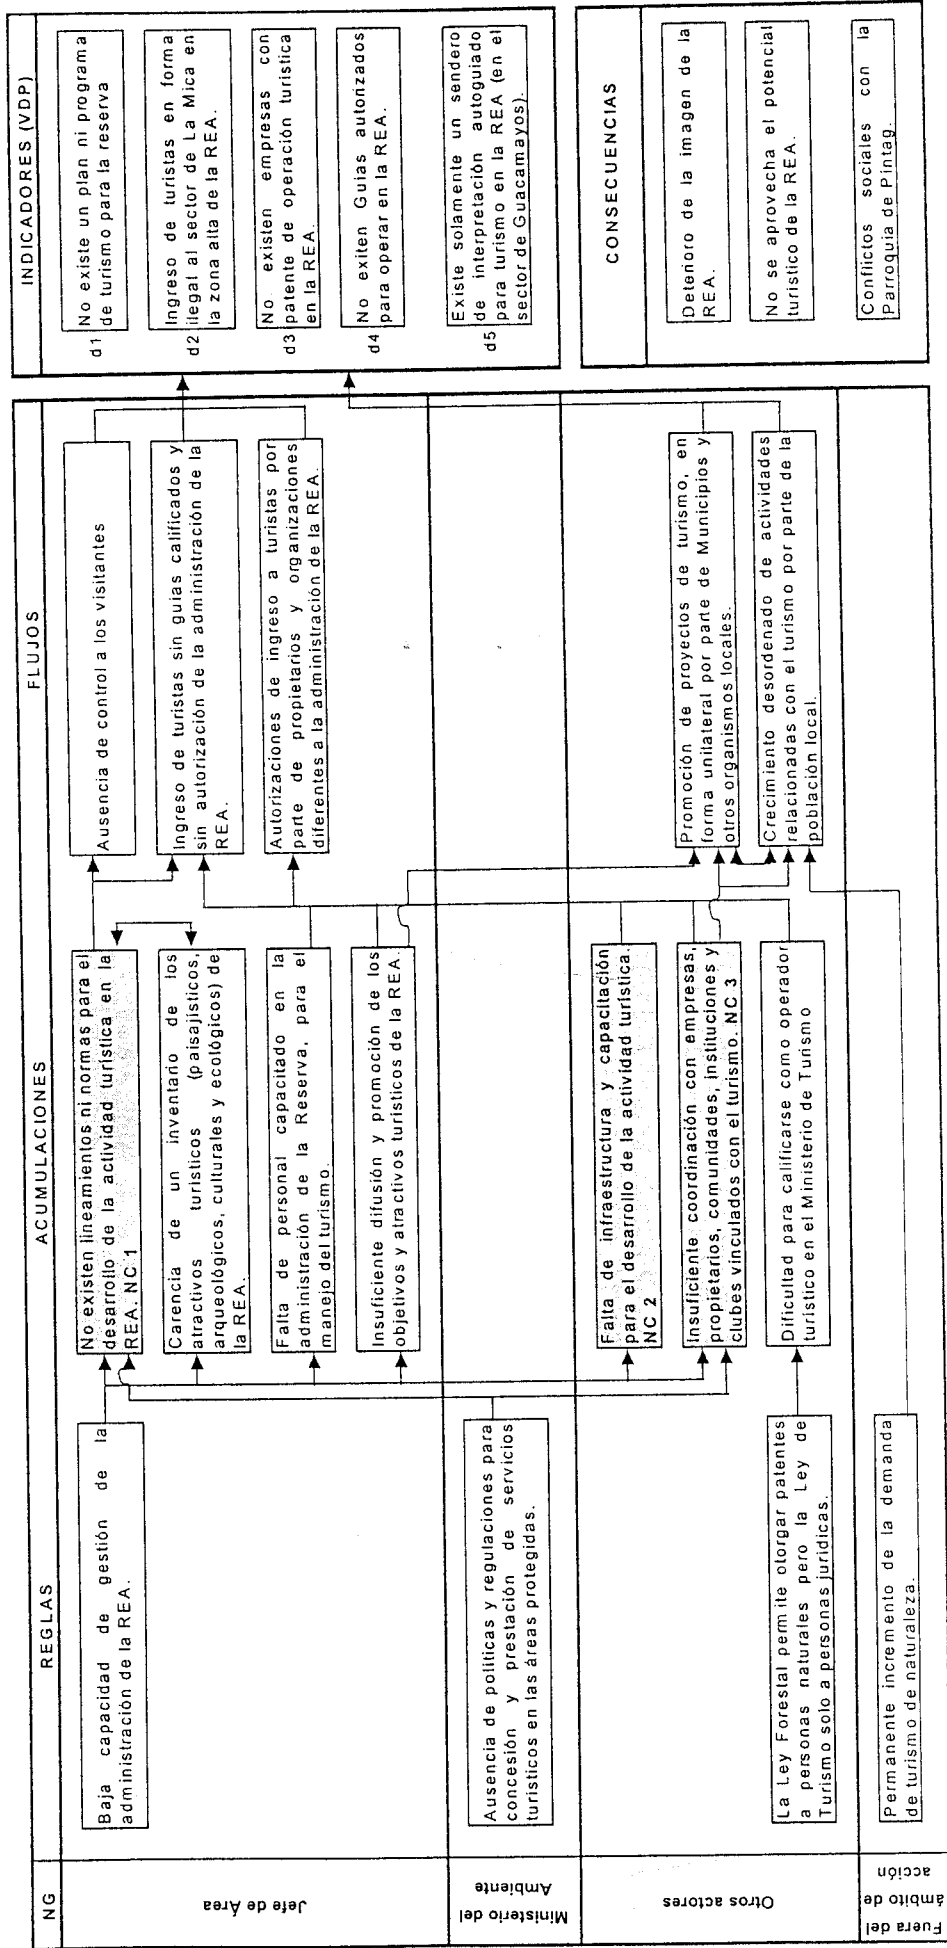 NG
REGLAS
ACUMULACIONES
FLUJOS
INDICADORES (VDP)
Jefe de Área
Baja capacidad de gestión de la
administración de la REA.
No existen lineamientos ni normas para el
desarrollo de la actividad turística en la
REA. NC 1
Carencia de un inventario de los
atractivos turísticos (paisajísticos,
arqueológicos, culturales y ecológicos) de
la REA.
Falta de personal capacitado en la
administración de la Reserva, para el
manejo del turismo.
Insuficiente difusión y promoción de los
objetivos y atractivos turísticos de la REA.
Ausencia de control a los visitantes
Ingreso de turistas sin guías calificados y
sin autorización de la administración de la
REA.
Autorizaciones de ingreso a turistas por
parte de propietarios y organizaciones
diferentes a la administración de la REA.
Ministerio del
Ambiente
Ausencia de políticas y regulaciones para
concesión y prestación de servicios
turísticos en las áreas protegidas.
Otros actores
La Ley Forestal permite otorgar patentes
a personas naturales pero la Ley de
Turismo solo a personas jurídicas.
Falta de infraestructura y capacitación
para el desarrollo de la actividad turística.
NC 2
Insuficiente coordinación con empresas,
propietarios, comunidades, instituciones y
clubes vinculados con el turismo. NC 3
Dificultad para calificarse como operador
turístico en el Ministerio de Turismo
Promoción de proyectos de turismo, en
forma unilateral por parte de Municipios y
otros organismos locales.
Crecimiento desordenado de actividades
relacionadas con el turismo por parte de la
población local.
Fuera del
ámbito de
acción
Permanente incremento de la demanda
de turismo de naturaleza.
d1 No existe un plan ni programa
de turismo para la reserva
d2 Ingreso de turistas en forma
ilegal al sector de La Mica en
la zona alta de la REA.
d3 No existen empresas con
patente de operación turística
en la REA.
d4 No exiten Guías autorizados
para operar en la REA.
d5 Existe solamente un sendero
de interpretación autoguiado
para turismo en la REA (en el
sector de Guacamayos).
CONSECUENCIAS
Deterioro de la imagen de la
REA.
No se aprovecha el potencial
turístico de la REA.
Conflictos sociales con la
Parroquia de Pintag.